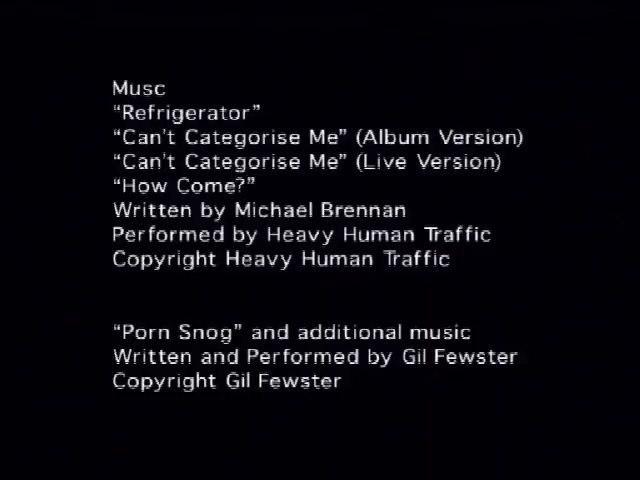 Musc
“Refrigerator”
“Can't Categorise Me” (Album Version)
“Can't Categorise Me” (Live Version)
“How Come?”
Written by Michael Brennan
Performed by Heavy Human Traffic
Copyright Heavy Human Traffic
“Porn Snog” and additional music
Written and Performed by Gil Fewster
Copyright Gil Fewster